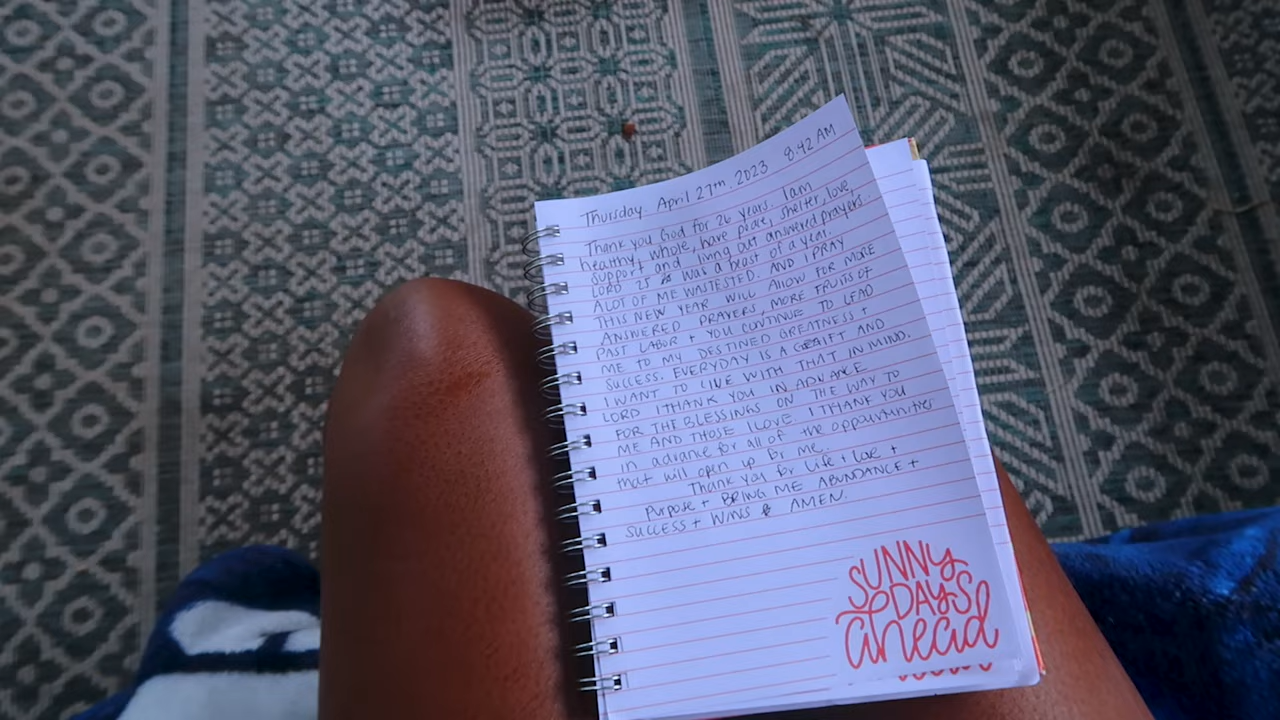 Thursday. April 27th. 2023 8:42 AM
Thank you God for 26 years. I am
healthy, whole, have peace, shelter, love,
support and living out answered prayers.
LORD 25 was a beast of a year.
A LOT OF ME WAS TESTED. AND I PRAY
THIS NEW YEAR WILL ALLOW FOR MORE
ANSWERED PRAYERS, MORE FRUITS OF
PAST LABOR + YOU CONTINUE TO LEAD
ME TO MY DESTINED GREATNESS +
SUCCESS. EVERYDAY IS A GIFT AND
I WANT TO LIVE WITH THAT IN MIND.
LORD I THANK YOU IN ADVANCE
FOR THE BLESSINGS ON THE WAY TO
ME AND THOSE I LOVE. I THANK YOU
in advance for all of the opportunities
that will open up for me.
Thank you for Life + Love +
Purpose + BRING ME ABUNDANCE +
SUCCESS + WINS AMEN.
SUNNY
DAYS
ahead